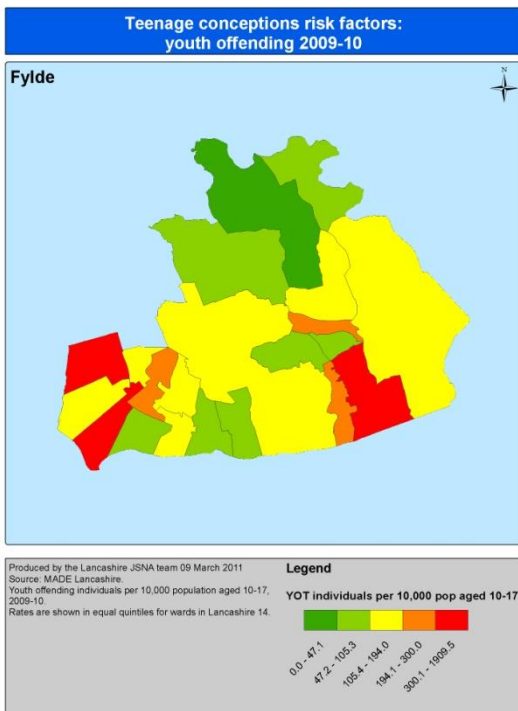 Teenage conceptions risk factors:
youth offending 2009-10
Fylde
N
Produced by the Lancashire JSNA team 09 March 2011
Source: MADE Lancashire.
Youth offending individuals per 10,000 population aged 10-17,
2009-10.
Rates are shown in equal quintiles for wards in Lancashire 14.
Legend
YOT individuals per 10,000 pop aged 10-17
0.0 - 47.1
47.2 - 105.3
105.4 - 194.0
194.1 - 300.0
300.1 - 1909.5